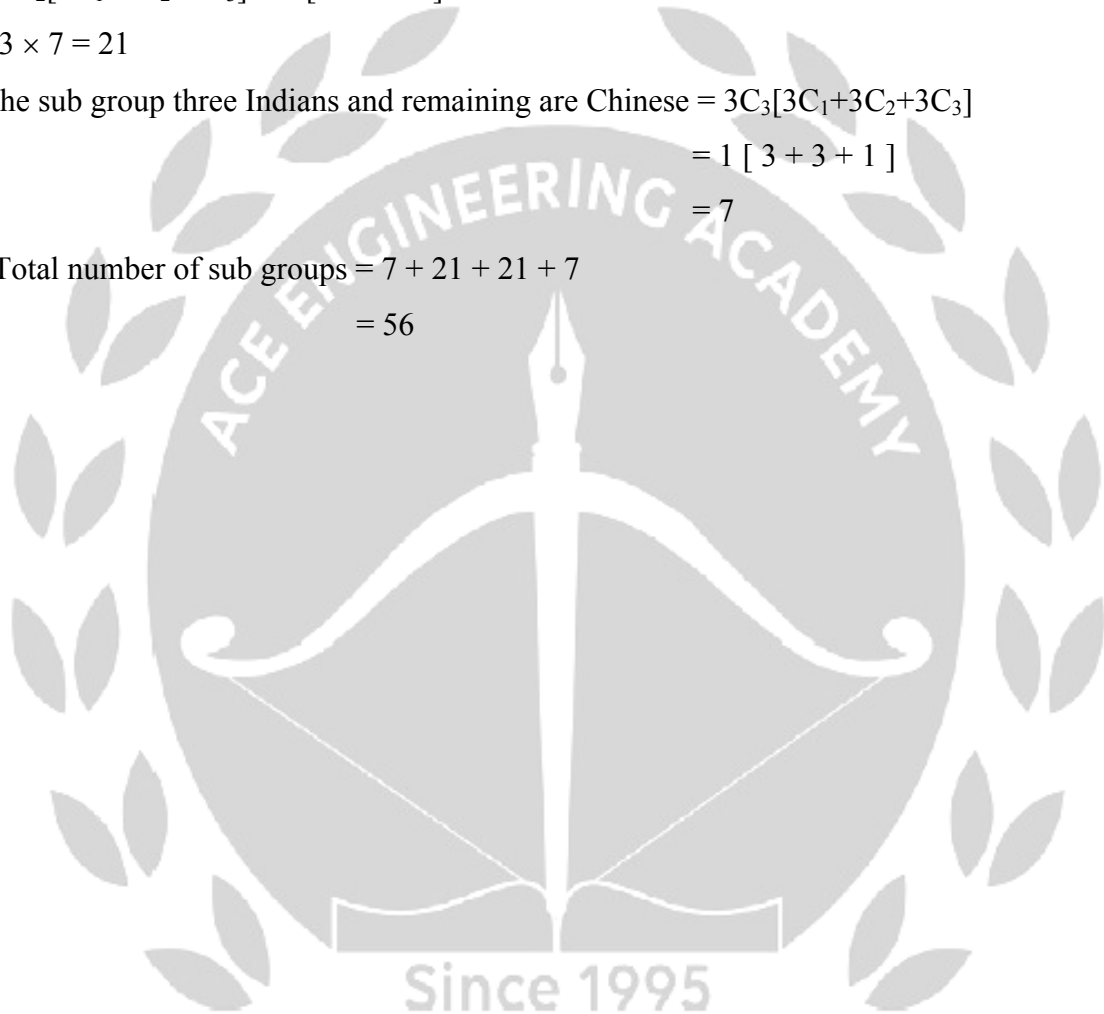 3 × 7 = 21
he sub group three Indians and remaining are Chinese = 3C₃[3C₁+3C₂+3C₃]
= 1 [ 3 + 3 + 1 ]
= 7
Total number of sub groups = 7 + 21 + 21 + 7
= 56
ACE ENGINEERING ACADEMY
Since 1995